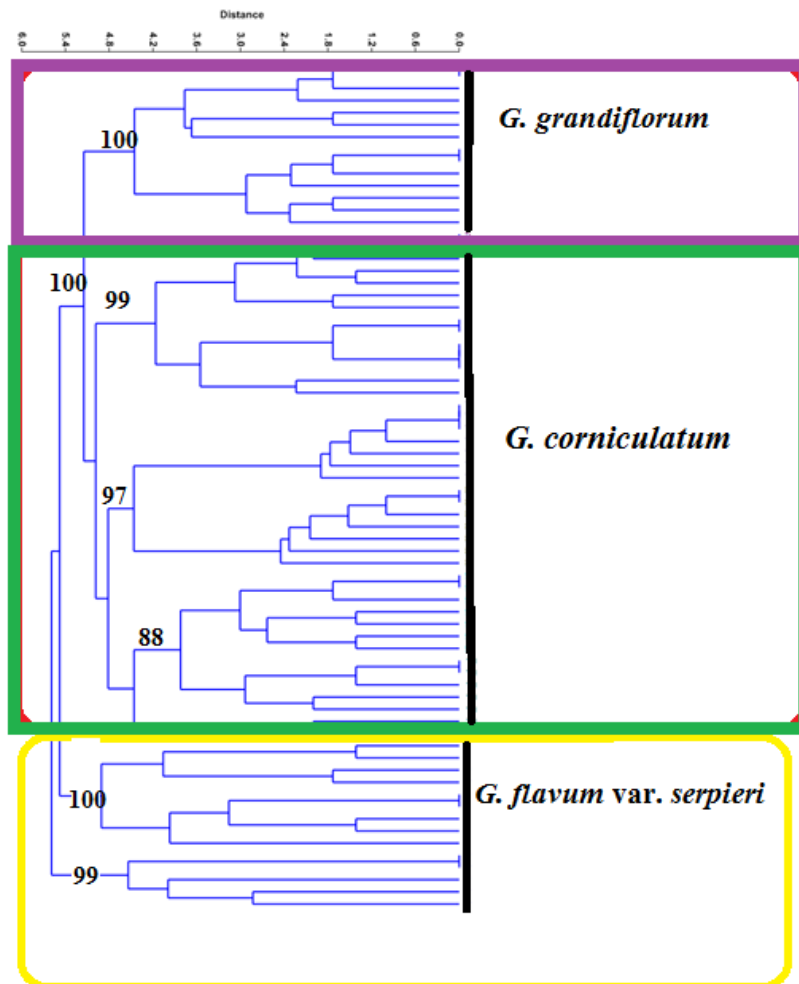 Distance
6.0 5.4 4.8 4.2 3.6 3.0 2.4 1.8 1.2 0.6 0.0
G. grandiflorum
100
100
99
G. corniculatum
97
88
G. flavum var. serpieri
100
99